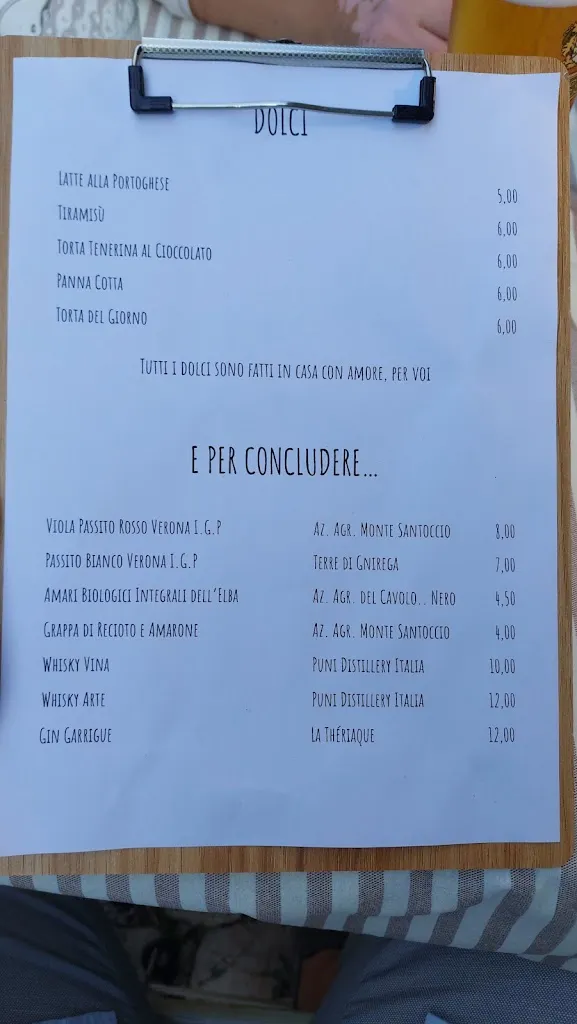 DOLCI
Latte alla Portoghese 5,00
Tiramisù 6,00
Torta Tenerina al Cioccolato 6,00
Panna Cotta 6,00
Torta del Giorno 6,00
Tutti i dolci sono fatti in casa con amore, per voi
E PER CONCLUDERE...
Viola Passito Rosso Verona I.G.P Az. Agr. Monte Santoccio 8,00
Passito Bianco Verona I.G.P Terre di Gnirega 7,00
Amari Biologici Integrali dell'Elba Az. Agr. del Cavolo.. Nero 4,50
Grappa di Recioto e Amarone Az. Agr. Monte Santoccio 4,00
Whisky Vina Puni Distillery Italia 10,00
Whisky Arte Puni Distillery Italia 12,00
Gin Garrigue La Thériaque 12,00